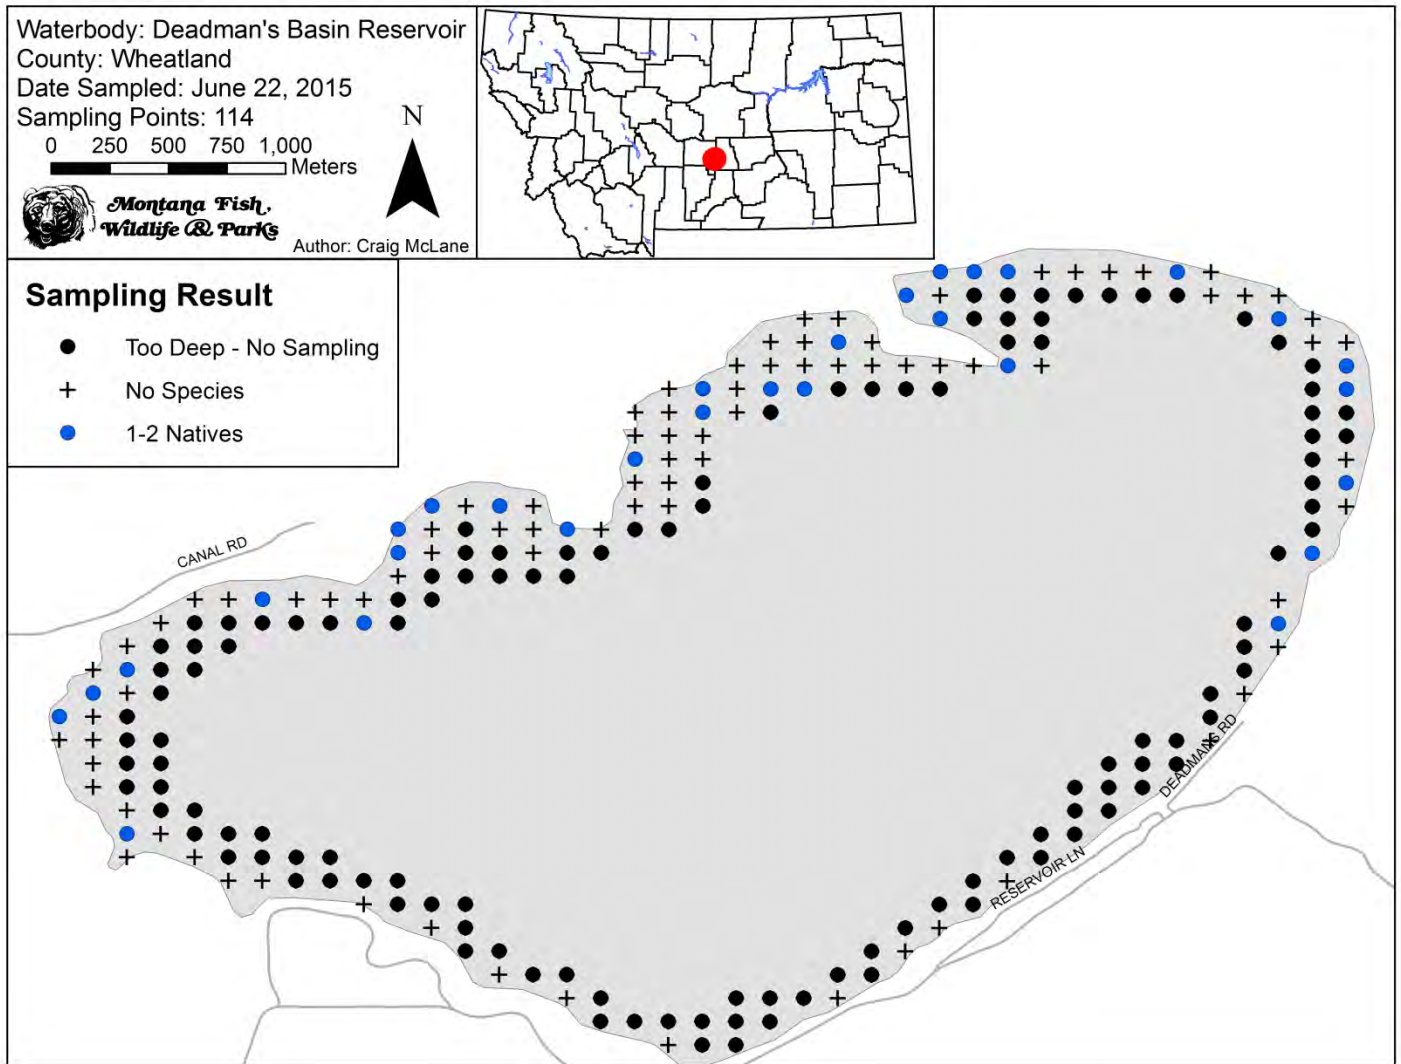 Waterbody: Deadman's Basin Reservoir
County: Wheatland
Date Sampled: June 22, 2015
Sampling Points: 114
0 250 500 750 1,000
Meters
N
Montana Fish,
Wildlife & Parks
Author: Craig McLane
Sampling Result
Too Deep - No Sampling
No Species
1-2 Natives
CANAL RD
DEADMANS RD
RESERVOIR LN